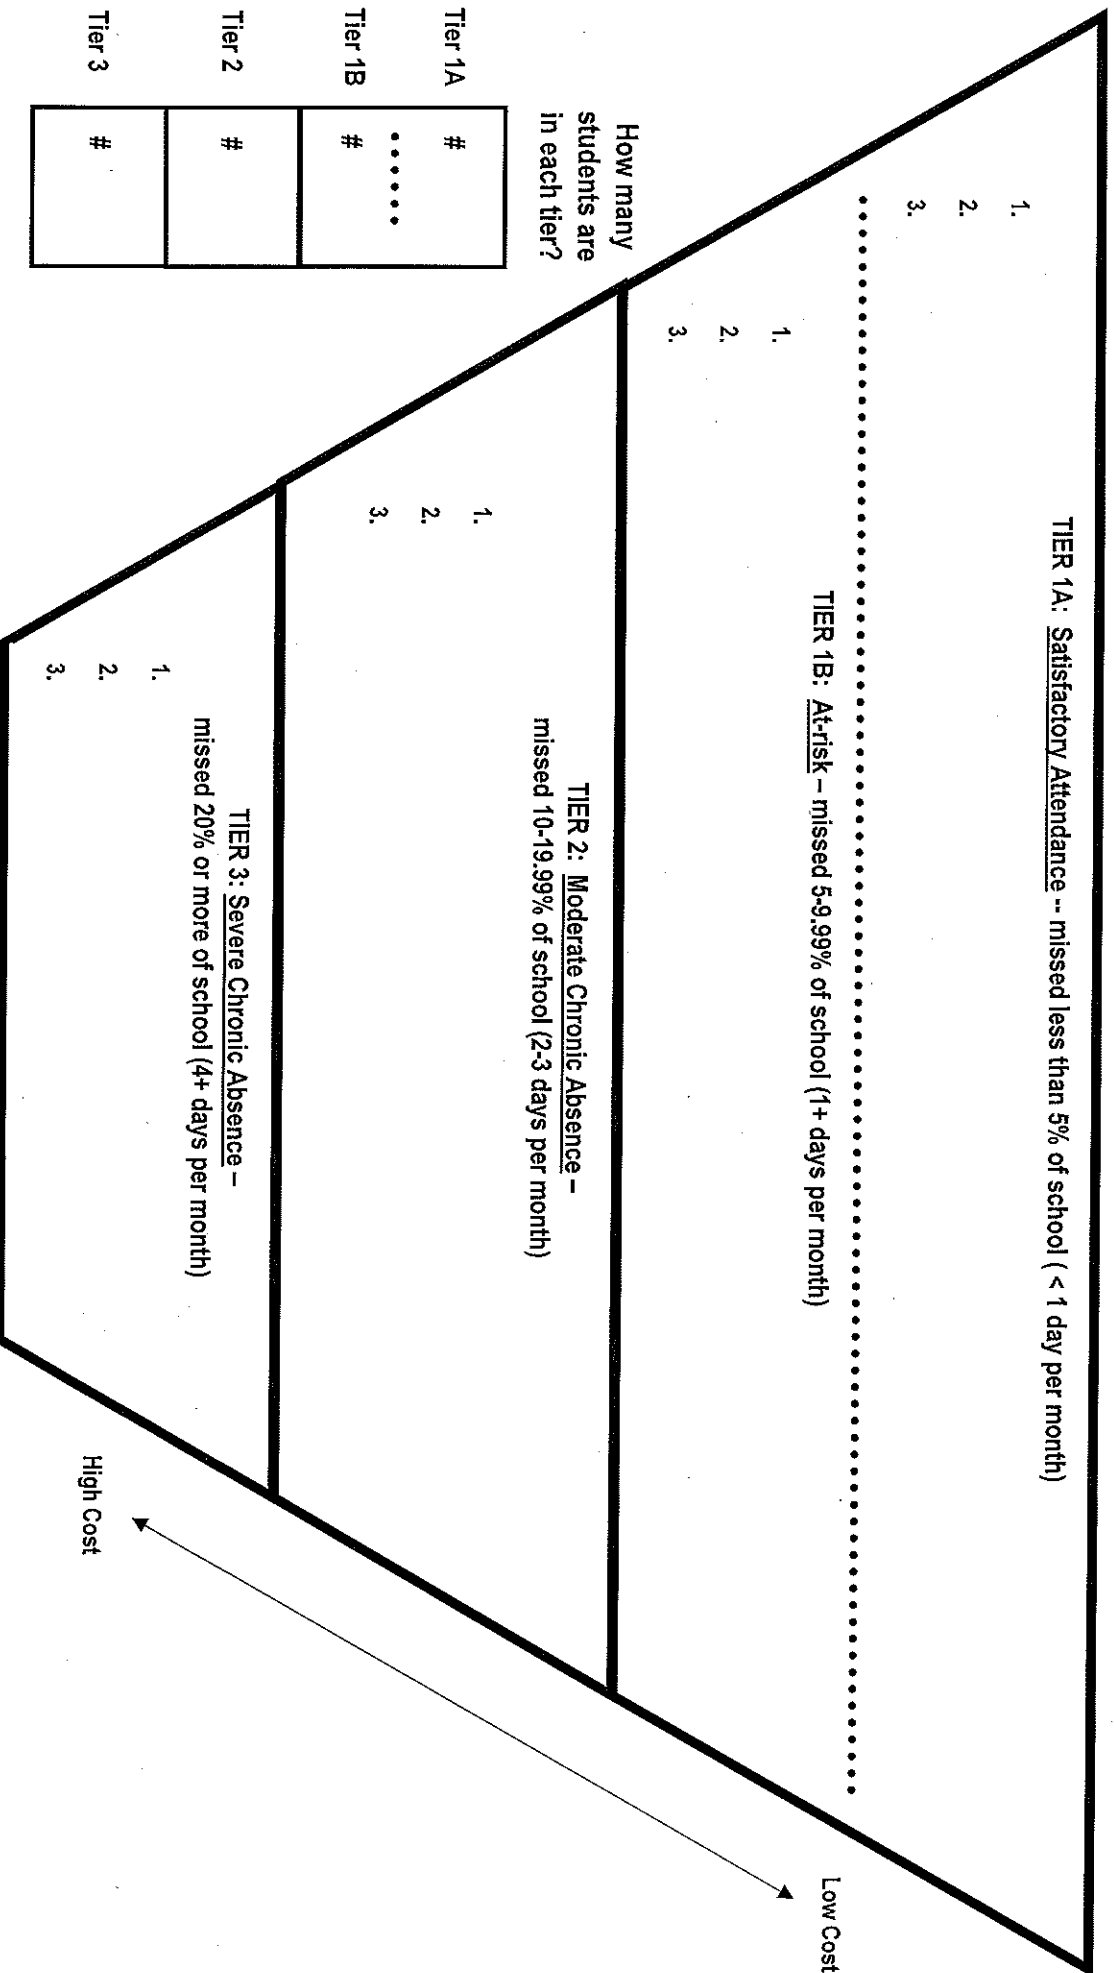 TIER 1A: Satisfactory Attendance -- missed less than 5% of school ( < 1 day per month)
1.
2.
3.
TIER 1B: At-risk – missed 5-9.99% of school (1+ days per month)
1.
2.
3.
TIER 2: Moderate Chronic Absence –
missed 10-19.99% of school (2-3 days per month)
1.
2.
3.
TIER 3: Severe Chronic Absence –
missed 20% or more of school (4+ days per month)
1.
2.
3.
How many
students are
in each tier?
Tier 1A #
Tier 1B #
Tier 2 #
Tier 3 #
Low Cost
High Cost